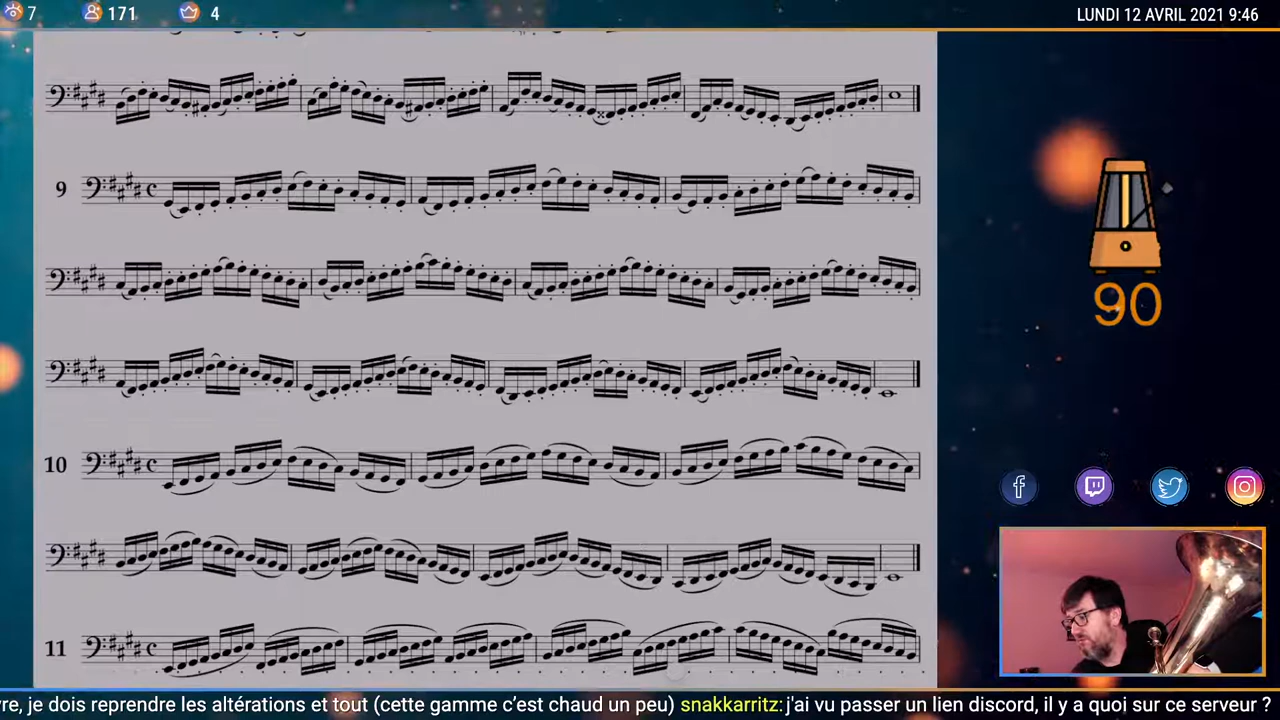 7 171 4 LUNDI 12 AVRIL 2021 9:46
9
90
10
11
vre, je dois reprendre les altérations et tout (cette gamme c’est chaud un peu) snakkarritz: j'ai vu passer un lien discord, il y a quoi sur ce serveur ?